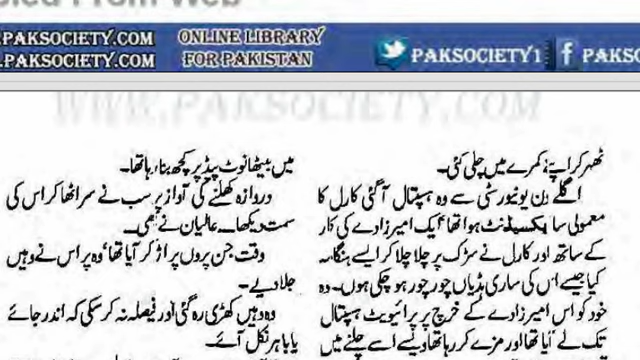 PAKSOCIETY.COM ONLINE LIBRARY
.PAKSOCIETY.COM FOR PAKISTAN
PAKSOCIETY1 PAKSO
WWW.PAKSOCIETY.COM
ٹھہر کر اپنے کمرے میں چلی گئی۔
اگلے دن یونیورسٹی سے وہ ہسپتال آگئی کارل کا
معمولی سا ایکسیڈنٹ ہوا تھا ایک امیر زادے کی کار
کے ساتھ اور کارل نے سڑک پر چلا چلا کر ایسے ہنگامہ
کیا جیسے اس کی ساری ہڈیاں چور چور ہو چکی ہوں۔ وہ
خود کو اس امیر زادے کے خرچ پر پرائیویٹ ہسپتال
تک لے آیا تھا اور مزے کر رہا تھا ویسے اسے چلنے میں
میں بیٹھا نوٹ پیڈ پر کچھ بنا رہا تھا۔
دروازہ کھلنے کی آواز پر سب نے سر اٹھا کر اس کی
سمت دیکھا۔ عالیان نے بھی۔
وقت جن پروں پر اڑ کر آیا تھا‘ وہ پر اس نے وہیں
جلا دیے۔
وہ وہیں کھڑی رہ گئی اور فیصلہ نہ کر سکی کہ اندر جائے
یا باہر نکل آئے۔